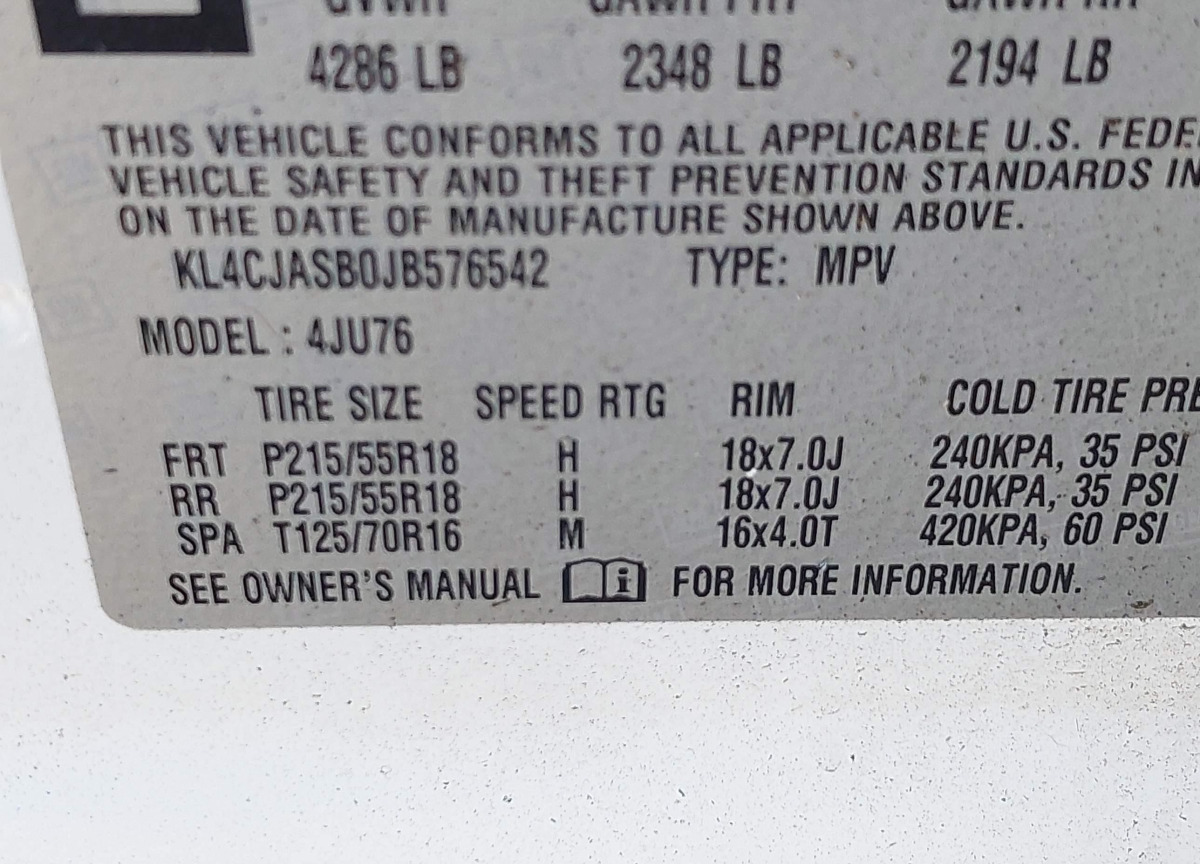 4286 LB 2348 LB 2194 LB
THIS VEHICLE CONFORMS TO ALL APPLICABLE U.S. FEDE
VEHICLE SAFETY AND THEFT PREVENTION STANDARDS IN
ON THE DATE OF MANUFACTURE SHOWN ABOVE.
KL4CJASB0JB576542 TYPE: MPV
MODEL : 4JU76
TIRE SIZE SPEED RTG RIM COLD TIRE PRE
FRT P215/55R18 H 18x7.0J 240KPA, 35 PSI
RR P215/55R18 H 18x7.0J 240KPA, 35 PSI
SPA T125/70R16 M 16x4.0T 420KPA, 60 PSI
SEE OWNER'S MANUAL i FOR MORE INFORMATION.